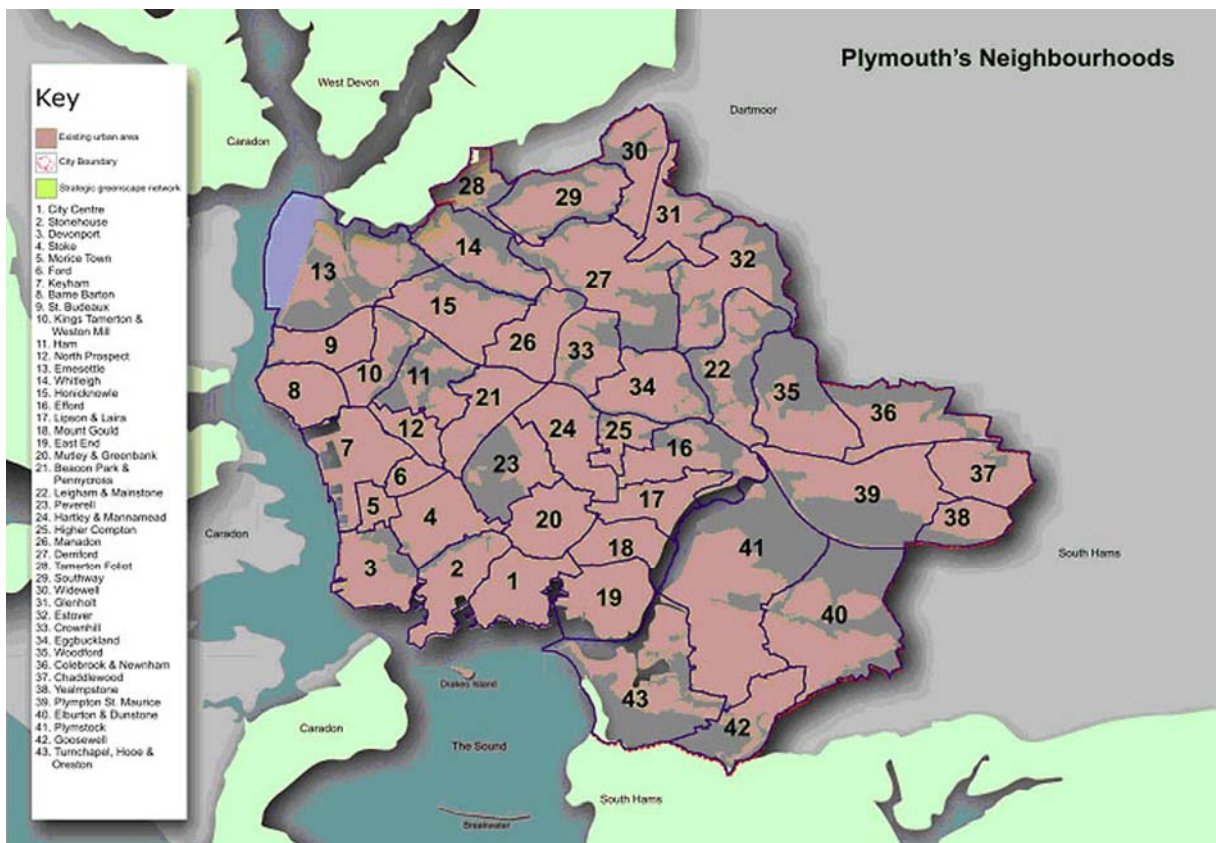 Plymouth's Neighbourhoods
Key
Existing urban area
City Boundary
Strategic greenscape network
1. City Centre
2. Stonehouse
3. Devonport
4. Stoke
5. Morice Town
6. Ford
7. Keyham
8. Barne Barton
9. St. Budeaux
10. Kings Tamerton &
Weston Mill
11. Ham
12. North Prospect
13. Ernesettle
14. Whitleigh
15. Honicknowle
16. Efford
17. Lipson & Laira
18. Mount Gould
19. East End
20. Mutley & Greenbank
21. Beacon Park &
Pennycross
22. Leigham & Mainstone
23. Peverell
24. Hartley & Mannamead
25. Higher Compton
26. Manadon
27. Derriford
28. Tamerton Foliot
29. Southway
30. Widewell
31. Glenholt
32. Estover
33. Crownhill
34. Eggbuckland
35. Woodford
36. Colebrook & Newnham
37. Chaddlewood
38. Yealmpstone
39. Plympton St. Maurice
40. Elburton & Dunstone
41. Plymstock
42. Goosewell
43. Turnchapel, Hooe &
Oreston
West Devon
Dartmoor
Caradon
30
28
29
31
14
32
13
27
15
26
33
9
10
11
22
34
35
8
21
36
12
24
25
16
7
23
37
6
39
5
17
4
20
38
Caradon
41
18
South Hams
3
2
1
19
40
Drakes Island
43
42
Caradon
The Sound
South Hams
Breakwater